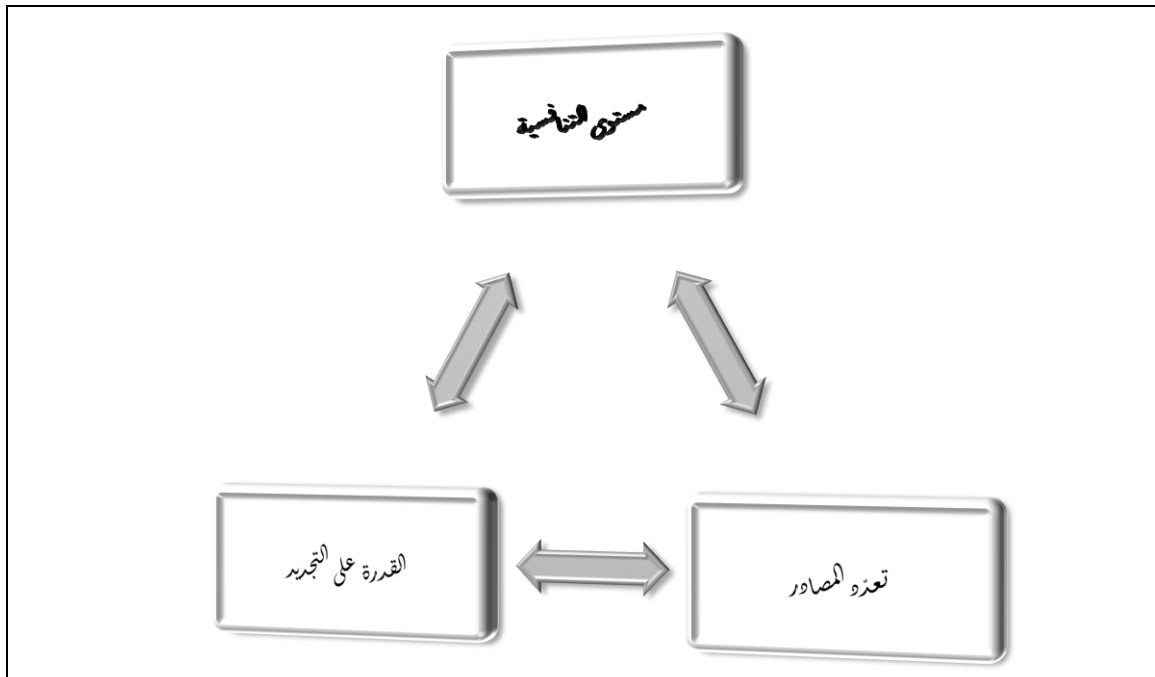 مستوى التنافسية
تعدّد المصادر
القدرة على التجديد